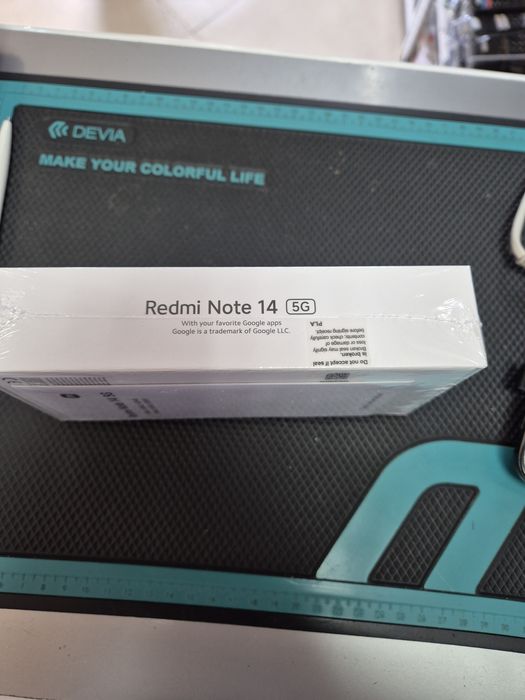 DEVIA
MAKE YOUR COLORFUL LIFE
Redmi Note 14 5G
With your favorite Google apps
Google is a trademark of Google LLC.
Do not accept if seal
is broken.
Broken seal may signify
loss or damage of
contents; check carefully
before signing receipt.
PLA